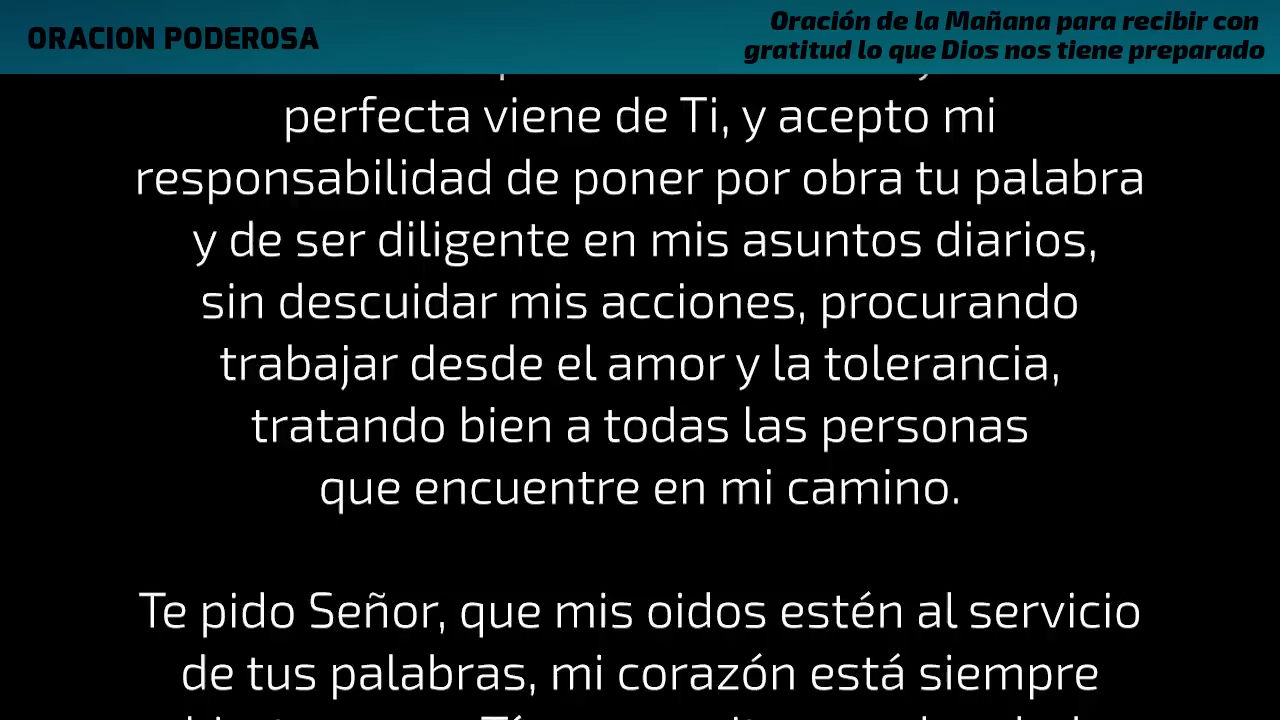 ORACION PODEROSA
Oración de la Mañana para recibir con
gratitud lo que Dios nos tiene preparado
perfecta viene de Ti, y acepto mi
responsabilidad de poner por obra tu palabra
y de ser diligente en mis asuntos diarios,
sin descuidar mis acciones, procurando
trabajar desde el amor y la tolerancia,
tratando bien a todas las personas
que encuentre en mi camino.
Te pido Señor, que mis oidos estén al servicio
de tus palabras, mi corazón está siempre